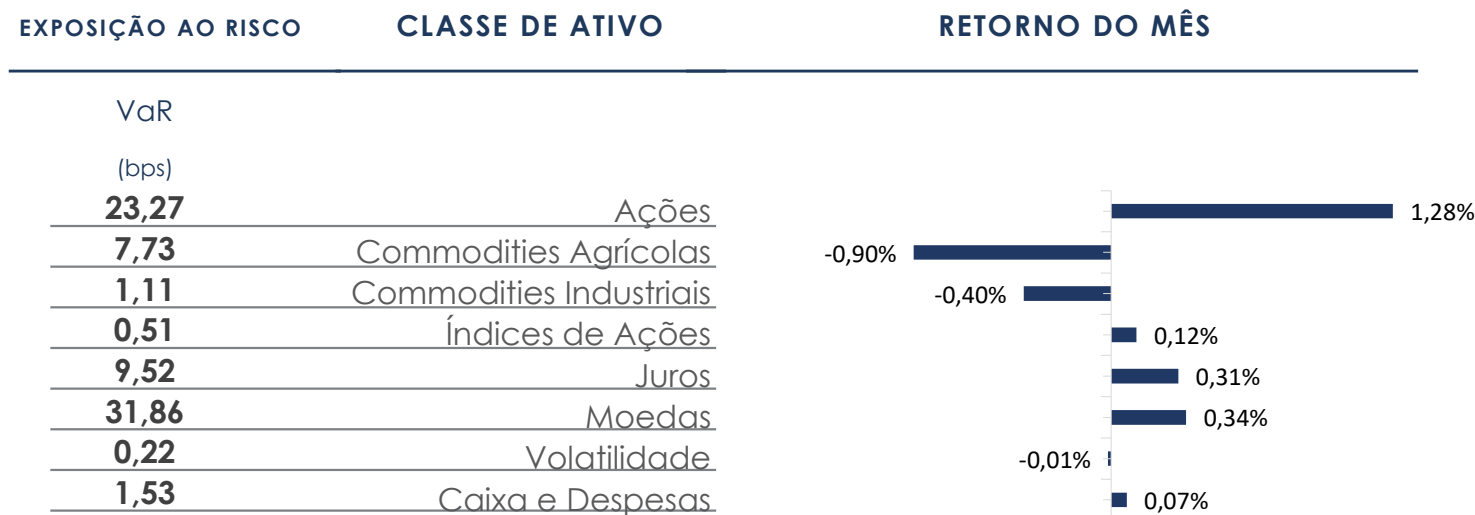 EXPOSIÇÃO AO RISCO CLASSE DE ATIVO RETORNO DO MÊS
VaR
(bps)
23,27 Ações 1,28%
7,73 Commodities Agrícolas -0,90%
1,11 Commodities Industriais -0,40%
0,51 Índices de Ações 0,12%
9,52 Juros 0,31%
31,86 Moedas 0,34%
0,22 Volatilidade -0,01%
1,53 Caixa e Despesas 0,07%